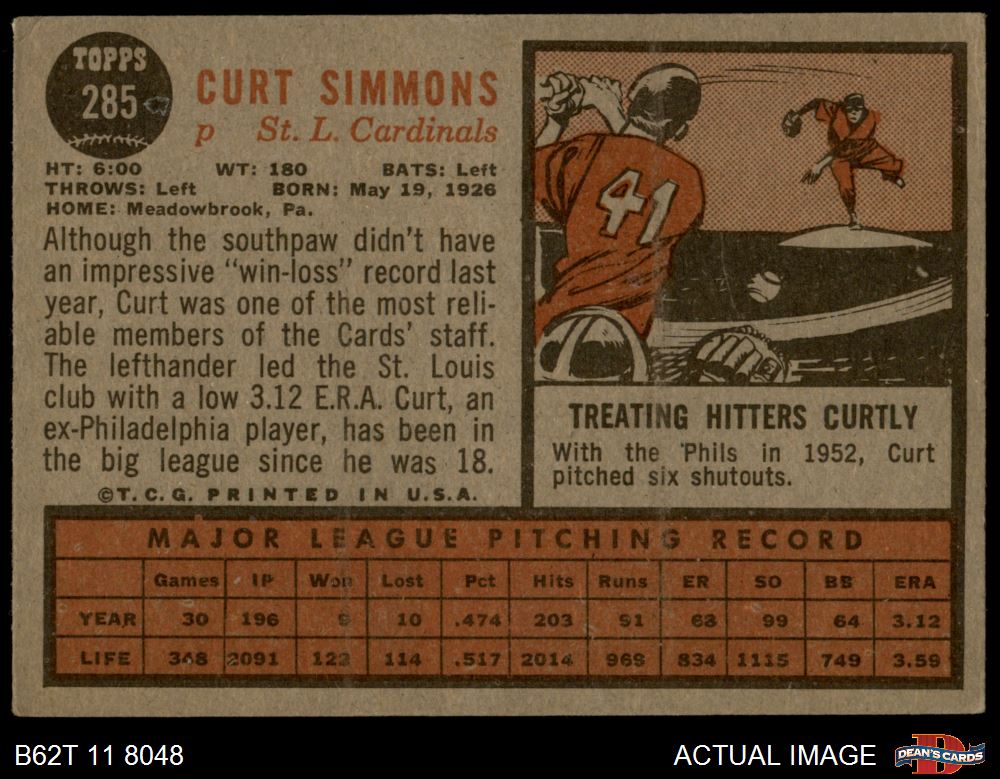 TOPPS
285
CURT SIMMONS
p St. L. Cardinals
HT: 6:00 WT: 180 BATS: Left
THROWS: Left BORN: May 19, 1926
HOME: Meadowbrook, Pa.
Although the southpaw didn't have
an impressive "win-loss" record last
year, Curt was one of the most reli-
able members of the Cards' staff.
The lefthander led the St. Louis
club with a low 3.12 E.R.A. Curt, an
ex-Philadelphia player, has been in
the big league since he was 18.
©T.C.G. PRINTED IN U.S.A.
41
TREATING HITTERS CURTLY
With the 'Phils in 1952, Curt
pitched six shutouts.
MAJOR LEAGUE PITCHING RECORD
Games IP Won Lost Pct Hits Runs ER SO BB ERA
YEAR 30 196 9 10 .474 203 91 68 99 64 3.12
LIFE 348 2091 122 114 .517 2014 969 834 1115 749 3.59
B62T 11 8048
ACTUAL IMAGE
D
DEAN'S CARDS